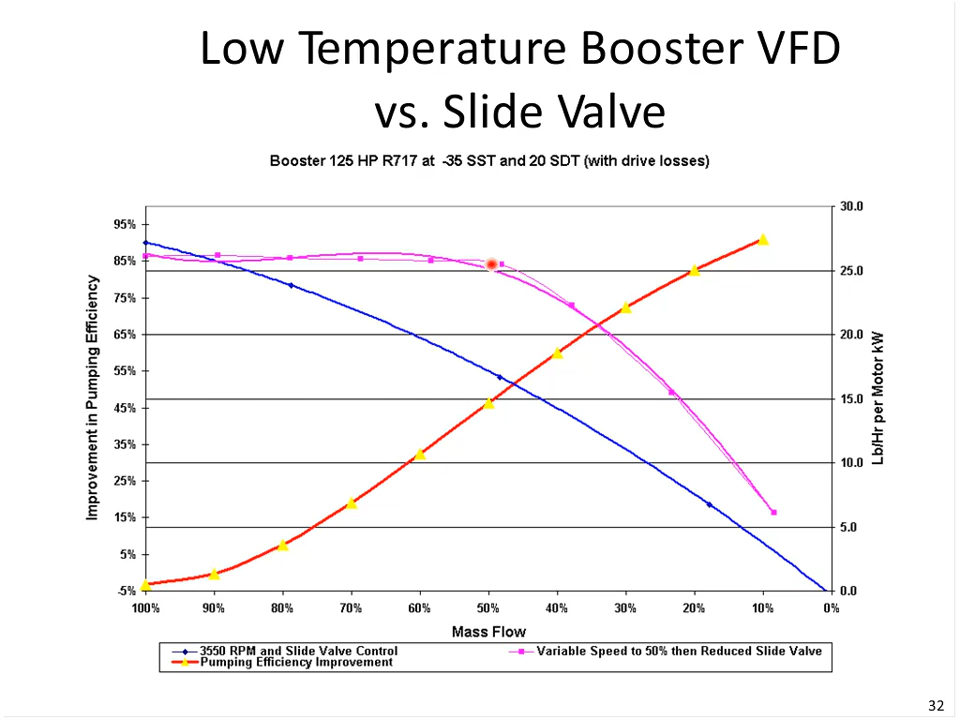 Low Temperature Booster VFD
vs. Slide Valve
Booster 125 HP R717 at -35 SST and 20 SDT (with drive losses)
Improvement in Pumping Efficiency
95%
85%
75%
65%
55%
45%
35%
25%
15%
5%
-5%
30.0
25.0
20.0
15.0
10.0
5.0
0.0
Lb/Hr per Motor kW
100% 90% 80% 70% 60% 50% 40% 30% 20% 10% 0%
Mass Flow
3550 RPM and Slide Valve Control
Variable Speed to 50% then Reduced Slide Valve
Pumping Efficiency Improvement
32